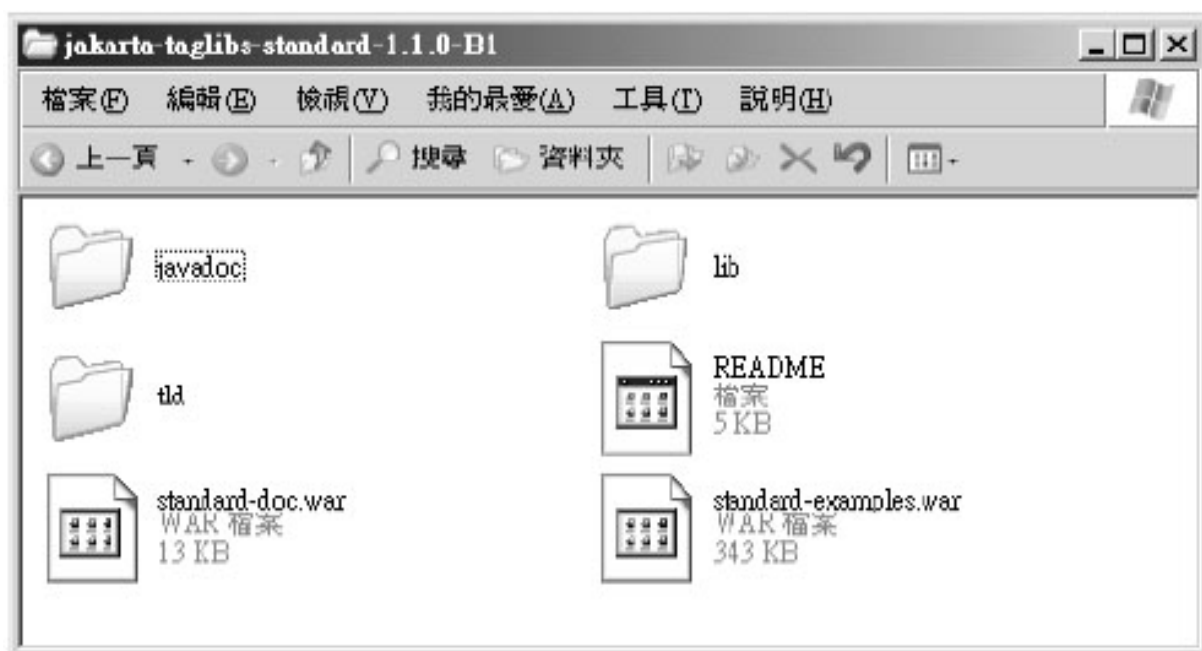 jakarta-taglibs-standard-1.1.0-B1
檔案(F) 編輯(E) 檢視(V) 我的最愛(A) 工具(T) 說明(H)
上一頁 搜尋 資料夾
javadoc
lib
tld
README
檔案
5 KB
standard-doc.war
WAR 檔案
13 KB
standard-examples.war
WAR 檔案
343 KB